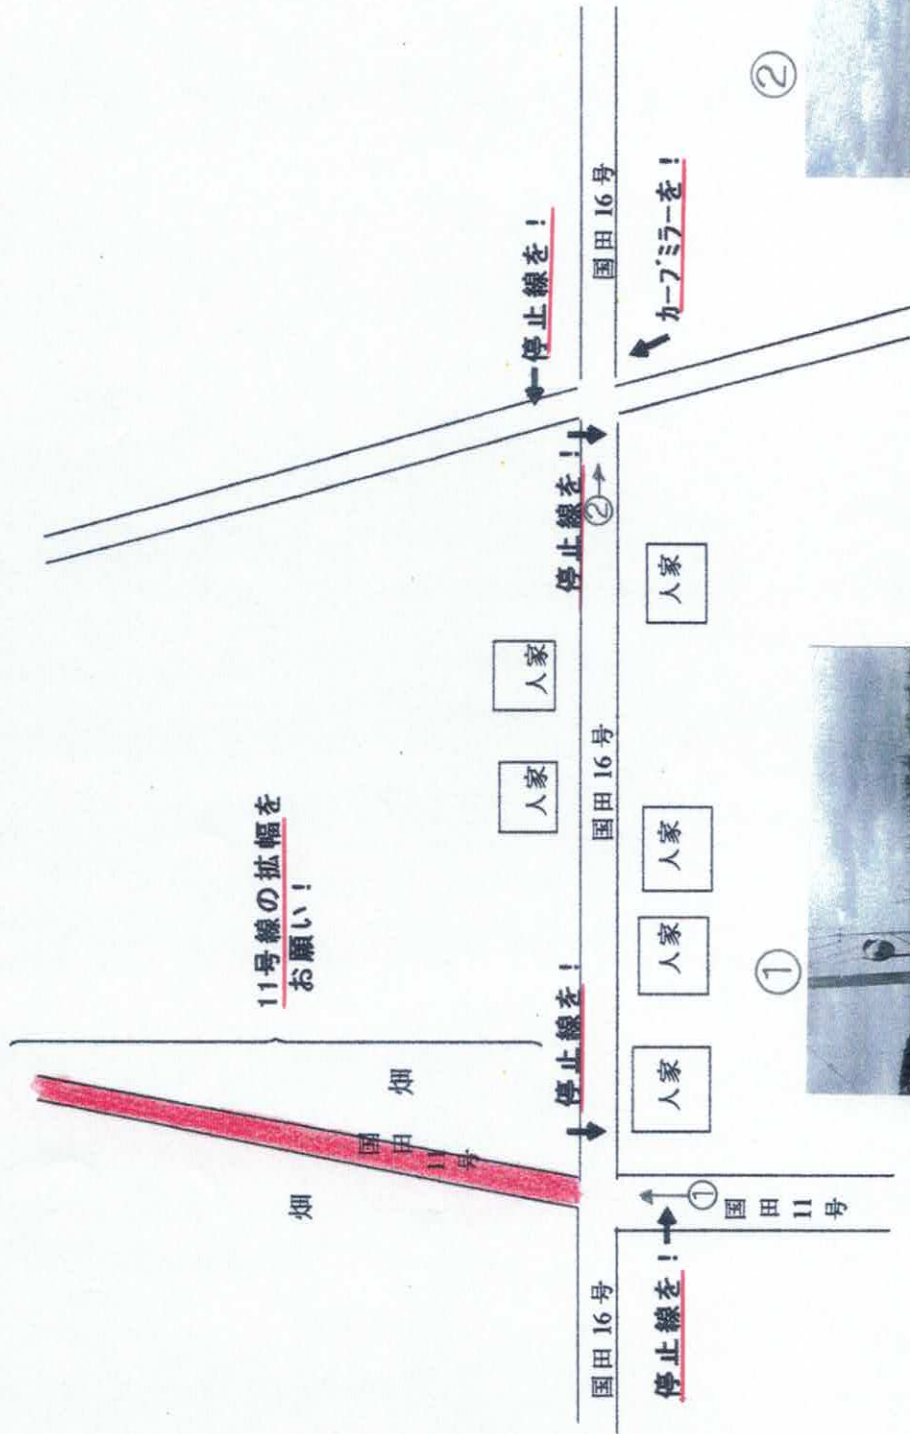 11号線の拡幅を
お願い！
畑
国田11号
畑
停止線を！
停止線を！
停止線を！
②
人家
人家
国田16号
国田16号
国田16号
カーブミラーを！
停止線を！
①
国田11号
人家
人家
人家
人家
①
②